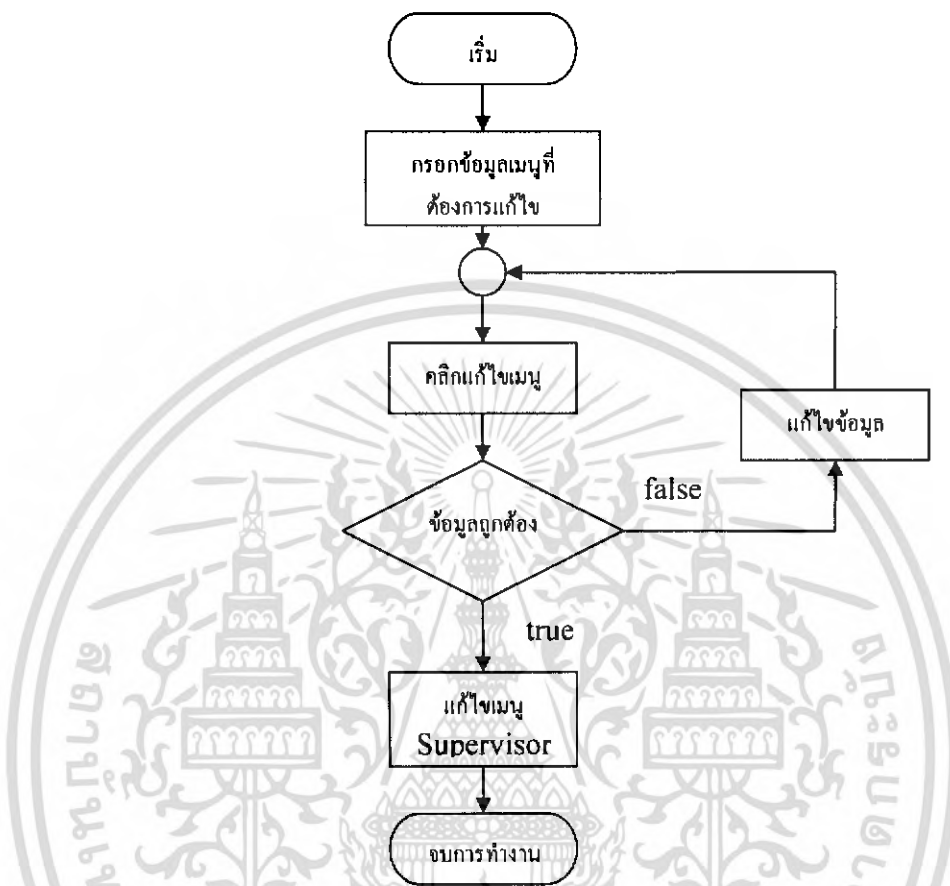 เริ่ม
กรอกข้อมูลเมนูที่
ต้องการแก้ไข
คลิกแก้ไขเมนู
แก้ไขข้อมูล
ข้อมูลถูกต้อง
false
true
แก้ไขเมนู
Supervisor
จบการทำงาน